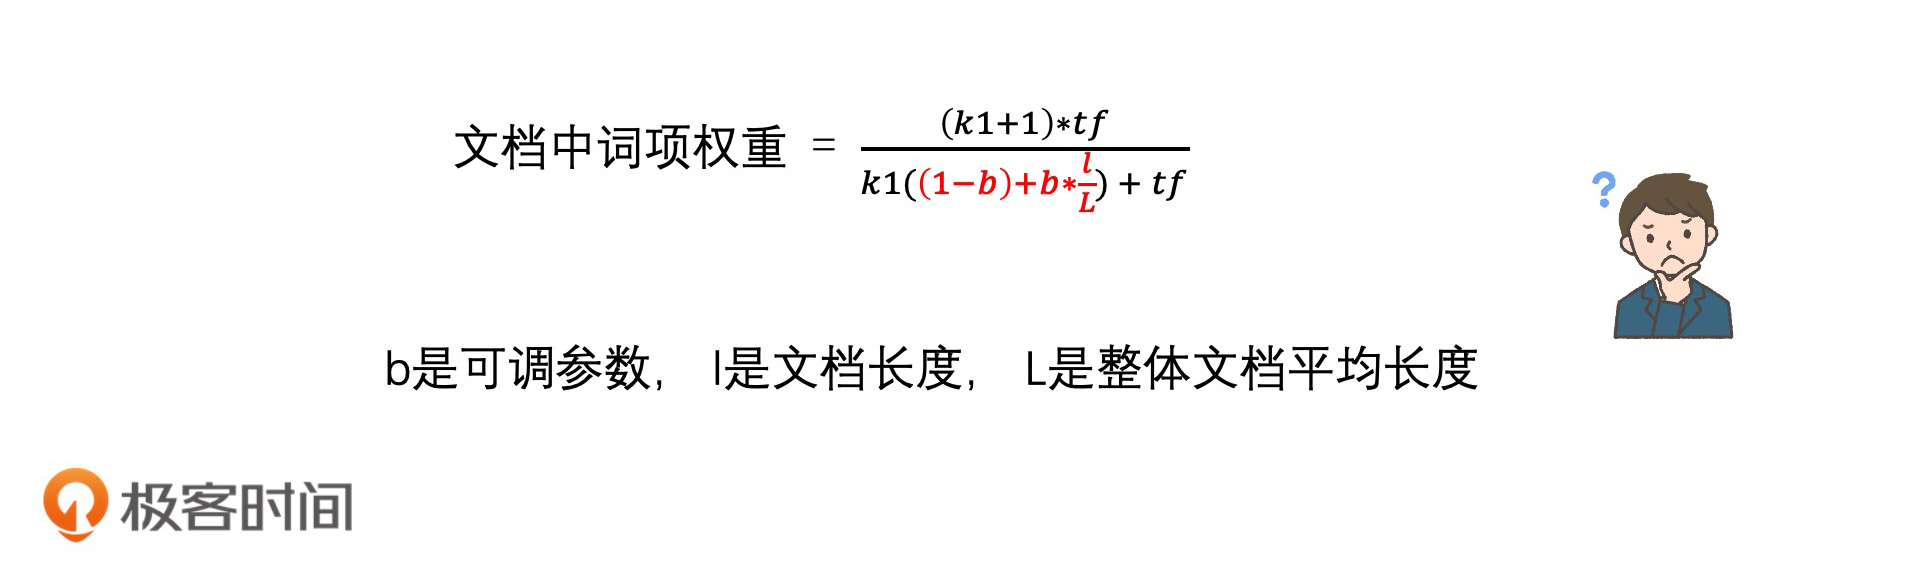 文档中词项权重 = (k1+1)*tf / k1((1−b)+b*l/L) + tf
?
b是可调参数, l是文档长度, L是整体文档平均长度
极客时间